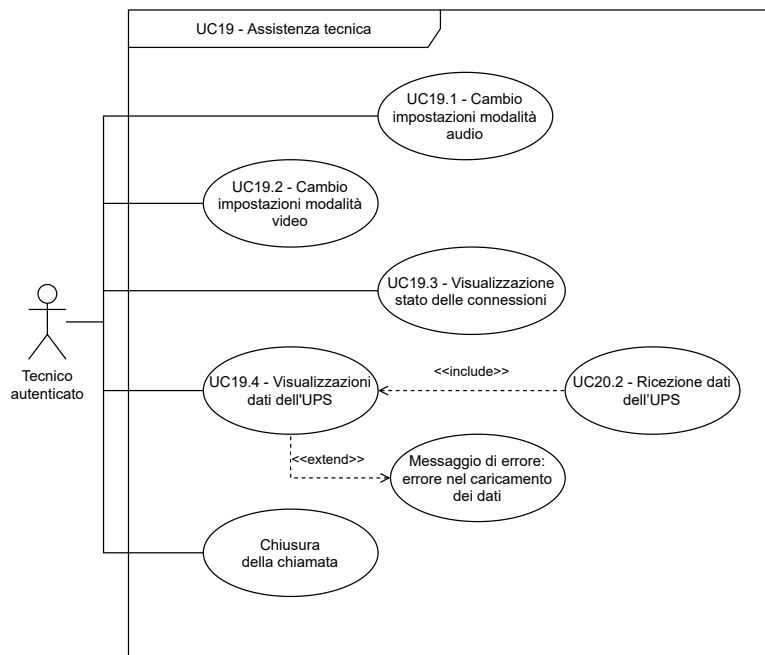 UC19 - Assistenza tecnica
UC19.1 - Cambio
impostazioni modalità
audio
UC19.2 - Cambio
impostazioni modalità
video
UC19.3 - Visualizzazione
stato delle connessioni
Tecnico
autenticato
UC19.4 - Visualizzazioni
dati dell'UPS
<<include>>
UC20.2 - Ricezione dati
dell'UPS
<<extend>>
Messaggio di errore:
errore nel caricamento
dei dati
Chiusura
della chiamata